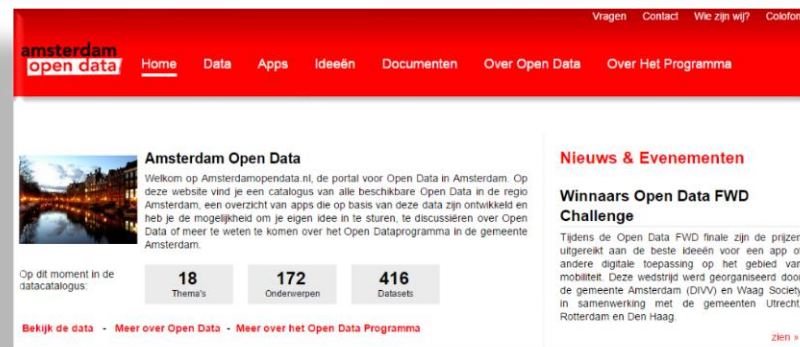 Vragen Contact Wie zijn wij? Colofon
amsterdam
open data
Home Data Apps Ideeën Documenten Over Open Data Over Het Programma
Amsterdam Open Data
Welkom op Amsterdamopendata.nl, de portal voor Open Data in Amsterdam. Op
deze website vind je een catalogus van alle beschikbare Open Data in de regio
Amsterdam, een overzicht van apps die op basis van deze data zijn ontwikkeld en
heb je de mogelijkheid om je eigen idee in te sturen, te discussiëren over Open
Data of meer te weten te komen over het Open Dataprogramma in de gemeente
Amsterdam.
Op dit moment in de
datacatalogus:
18
Thema's
172
Onderwerpen
416
Datasets
Bekijk de data - Meer over Open Data - Meer over het Open Data Programma
Nieuws & Evenementen
Winnaars Open Data FWD
Challenge
Tijdens de Open Data FWD finale zijn de prijzen
uitgereikt aan de beste ideeën voor een app of
andere digitale toepassing op het gebied van
mobiliteit. Deze wedstrijd werd georganiseerd door
de gemeente Amsterdam (DIVV) en Waag Society
in samenwerking met de gemeenten Utrecht,
Rotterdam en Den Haag.
zien »